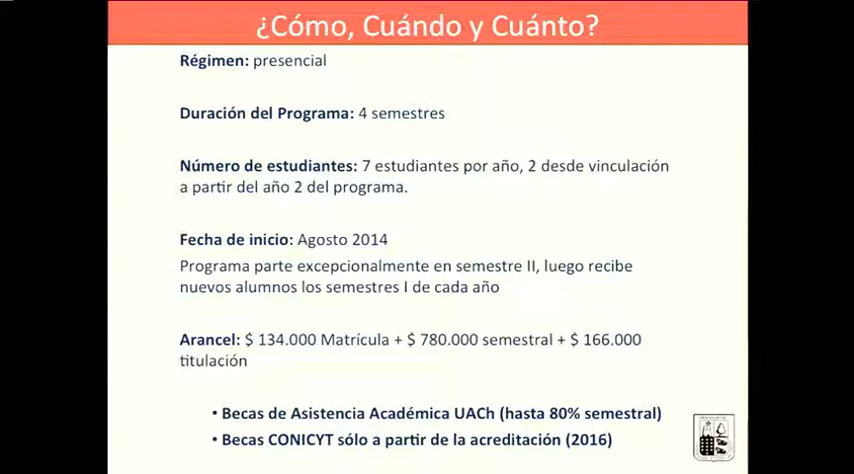 ¿Cómo, Cuándo y Cuánto?
Régimen: presencial
Duración del Programa: 4 semestres
Número de estudiantes: 7 estudiantes por año, 2 desde vinculación
a partir del año 2 del programa.
Fecha de inicio: Agosto 2014
Programa parte excepcionalmente en semestre II, luego recibe
nuevos alumnos los semestres I de cada año
Arancel: $ 134.000 Matrícula + $ 780.000 semestral + $ 166.000
titulación
• Becas de Asistencia Académica UACh (hasta 80% semestral)
• Becas CONICYT sólo a partir de la acreditación (2016)